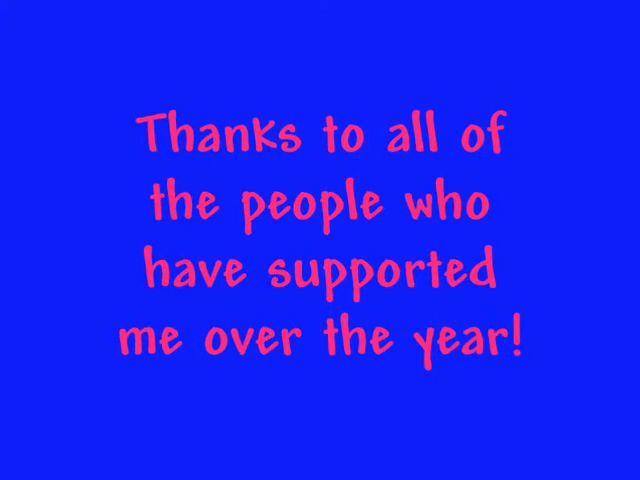 Thanks to all of
the people who
have supported
me over the year!